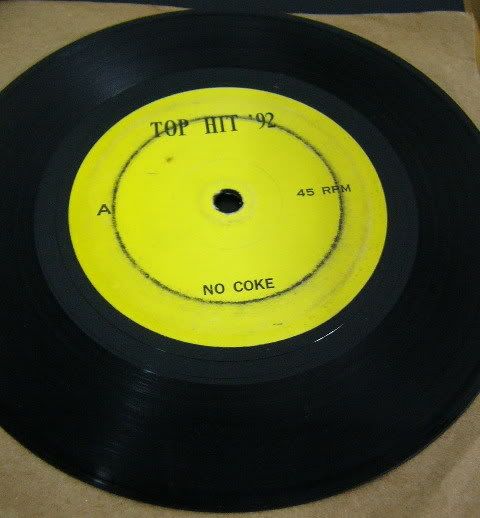 TOP HIT '92
A
45 RPM
NO COKE